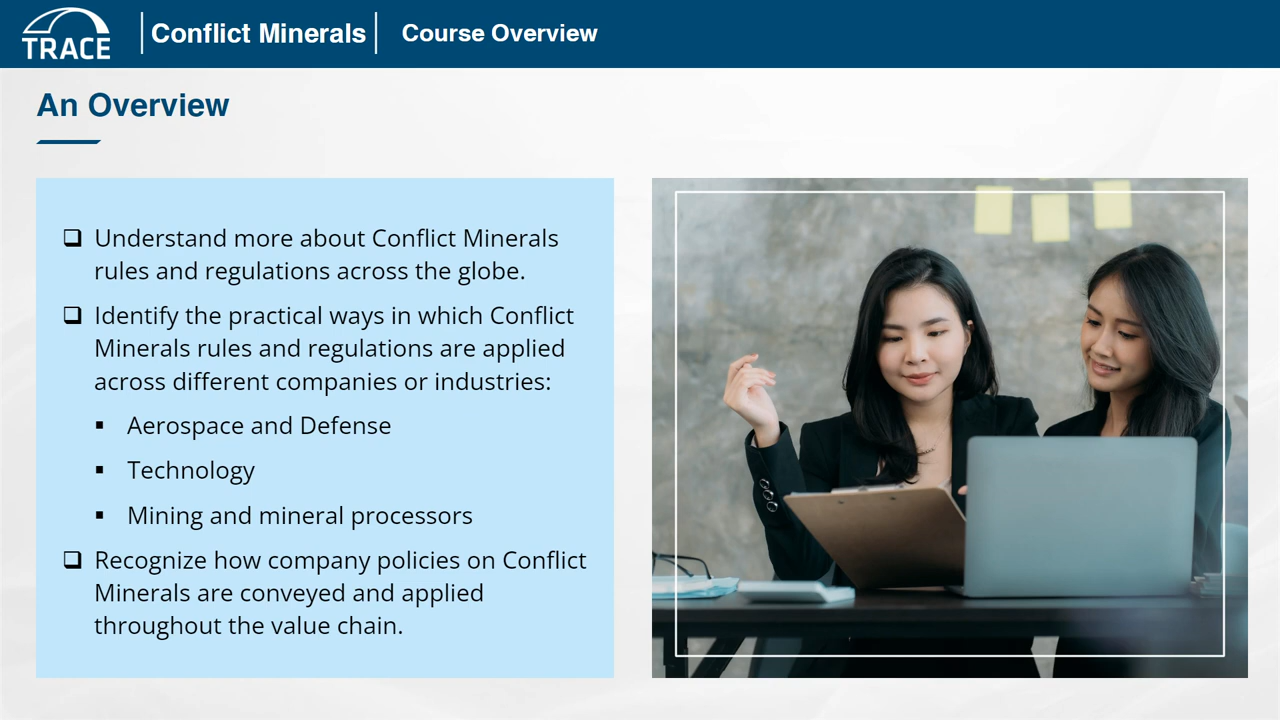 TRACE
Conflict Minerals
Course Overview
An Overview
❑ Understand more about Conflict Minerals
rules and regulations across the globe.
❑ Identify the practical ways in which Conflict
Minerals rules and regulations are applied
across different companies or industries:
▪ Aerospace and Defense
▪ Technology
▪ Mining and mineral processors
❑ Recognize how company policies on Conflict
Minerals are conveyed and applied
throughout the value chain.